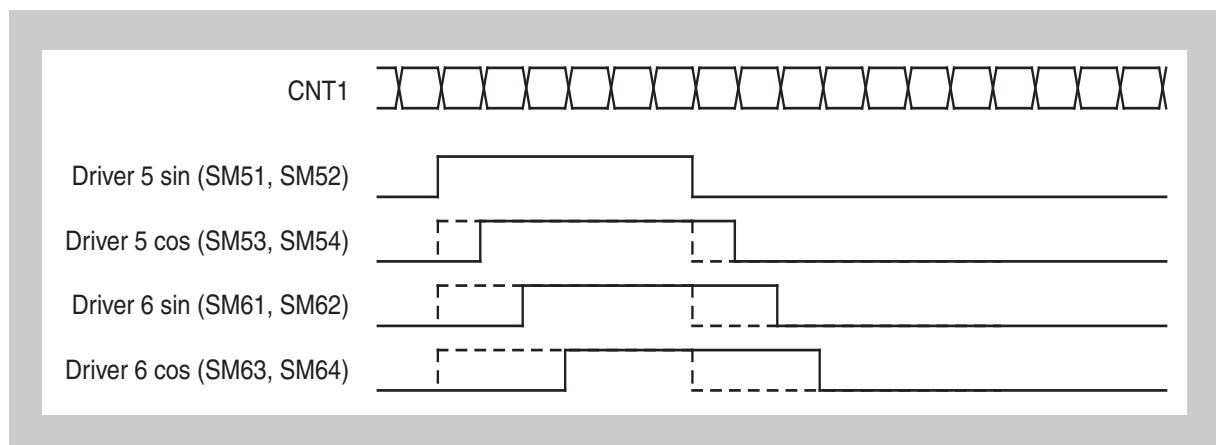 CNT1
Driver 5 sin (SM51, SM52)
Driver 5 cos (SM53, SM54)
Driver 6 sin (SM61, SM62)
Driver 6 cos (SM63, SM64)